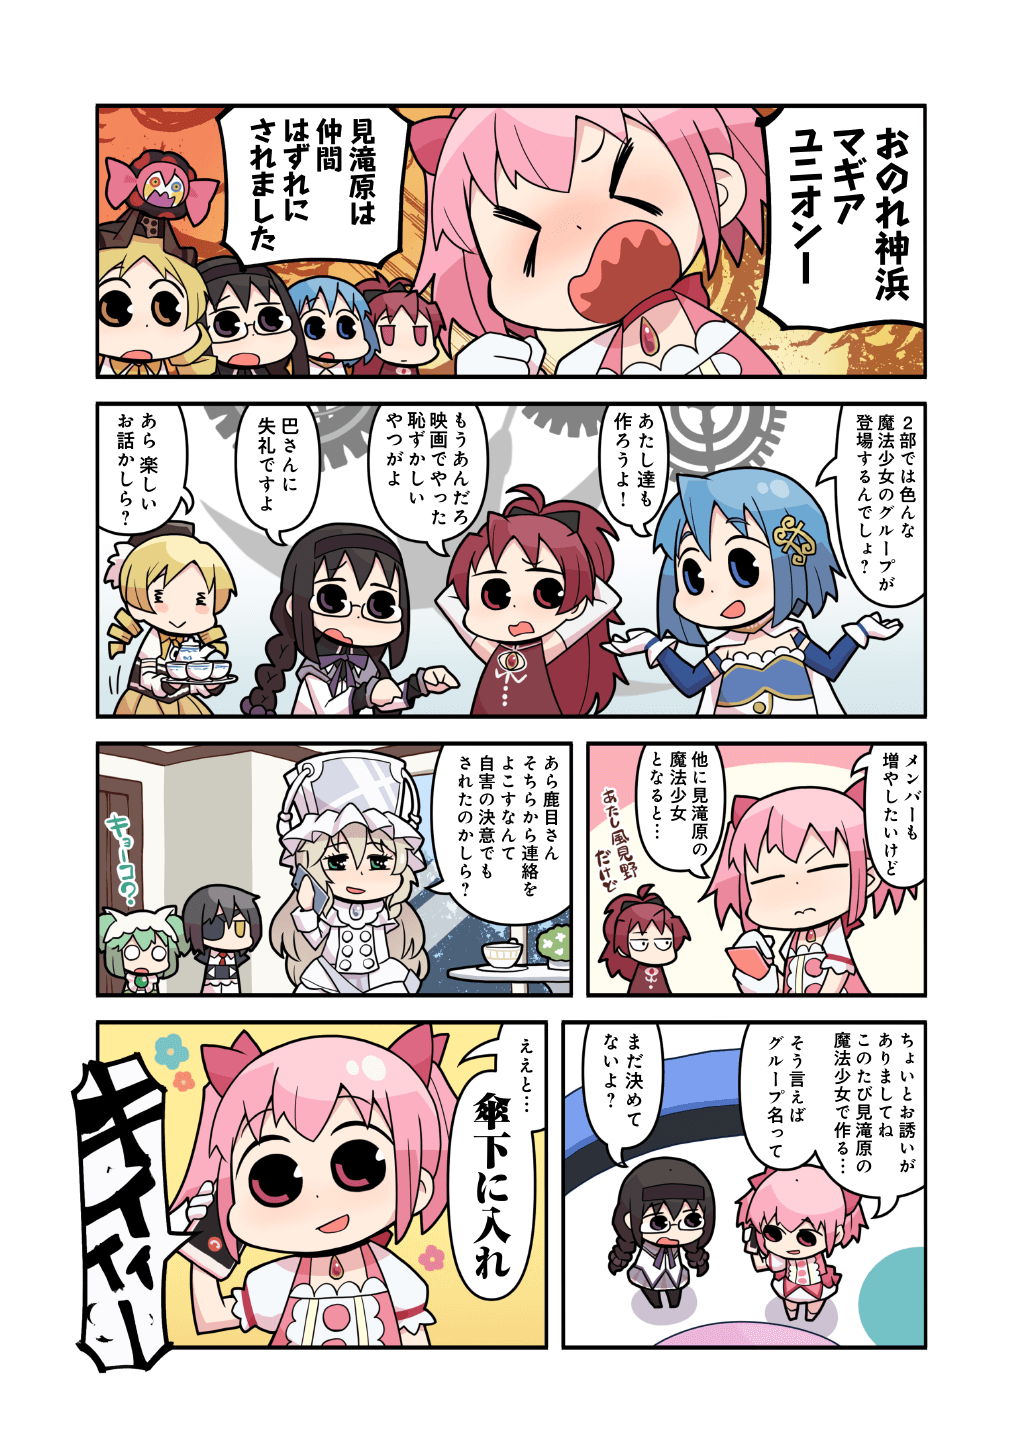 おのれ神浜
マギア
ユニオンー
見滝原は
仲間
はずれに
されました
2部では色んな
魔法少女のグループが
登場するんでしょ?
あたし達も
作ろうよ!
もうあんだろ
映画でやった
恥ずかしい
やつがよ
巴さんに
失礼ですよ
あら 楽しい
お話かしら?
メンバーも
増やしたいけど
他に見滝原の
魔法少女
となると…
あたし風見野
だけど
あら鹿目さん
そちらから連絡を
よこすなんて
自害の決意でも
されたのかしら?
キョーコ?
ちょいとお誘いが
ありましてね
このたび見滝原の
魔法少女で作る…
そう言えば
グループ名って
まだ決めて
ないよ?
ええと…
傘下に入れ
キイイィィー